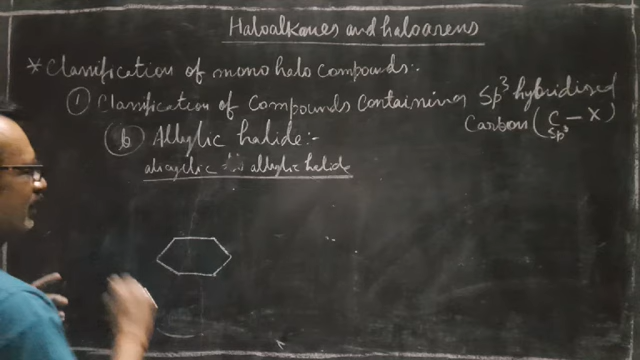 Haloalkanes and haloarens
* Classification of mono halo compounds:-
① Classification of Compounds Containing Sp³ hybridised
Carbon (C - X)
Sp³
(b) Allylic halide:-
alicyclic allylic halide